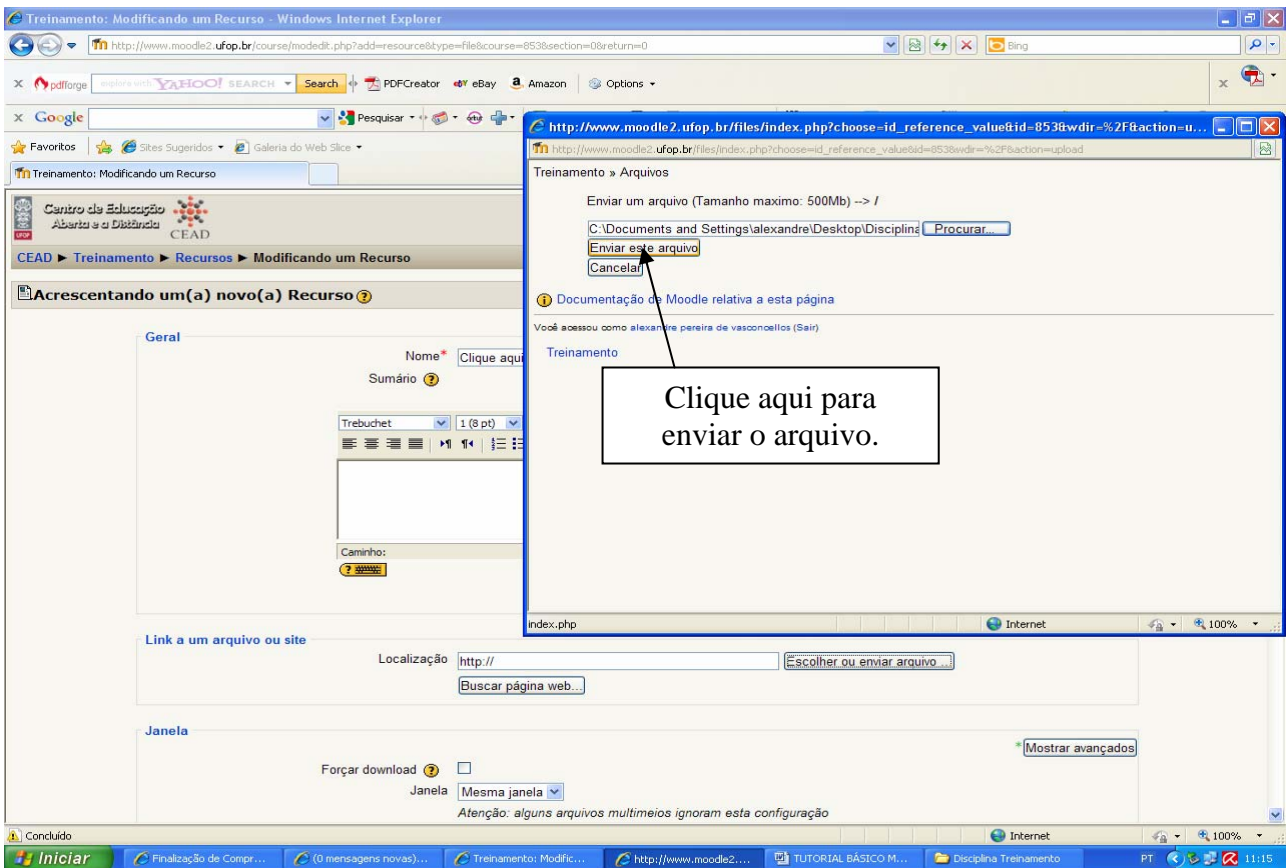 Treinamento: Modificando um Recurso - Windows Internet Explorer
http://www.moodle2.ufop.br/course/modedit.php?add=resource&type=file&course=853&section=0&return=0
Bing
X pdfforge explore with YAHOO! SEARCH Search PDFCreator eBay Amazon Options
x
x Google Pesquisar
Favoritos Sites Sugeridos Galeria do Web Slice
Treinamento: Modificando um Recurso
Centro de Educação
Aberta e a Distância
UFOP CEAD
CEAD ► Treinamento ► Recursos ► Modificando um Recurso
Acrescentando um(a) novo(a) Recurso
Geral
Nome* Clique aqui
Sumário
Trebuchet 1 (8 pt)
Caminho:
Link a um arquivo ou site
Localização http:// Escolher ou enviar arquivo ...
Buscar página web...
Janela
* Mostrar avançados
Forçar download
Janela Mesma janela
Atenção: alguns arquivos multimeios ignoram esta configuração
http://www.moodle2.ufop.br/files/index.php?choose=id_reference_value&id=853&wdir=%2F&action=u...
http://www.moodle2.ufop.br/files/index.php?choose=id_reference_value&id=853&wdir=%2F&action=upload
Treinamento » Arquivos
Enviar um arquivo (Tamanho maximo: 500Mb) --> /
C:\Documents and Settings\alexandre\Desktop\Disciplina Procurar...
Enviar este arquivo
Cancelar
Documentação de Moodle relativa a esta página
Você acessou como alexandre pereira de vasconcellos (Sair)
Treinamento
Clique aqui para
enviar o arquivo.
index.php Internet 100%
Concluído Internet 100%
Iniciar Finalização de Compr... (0 mensagens novas)... Treinamento: Modific... http://www.moodle2.... TUTORIAL BÁSICO M... Disciplina Treinamento PT 11:15